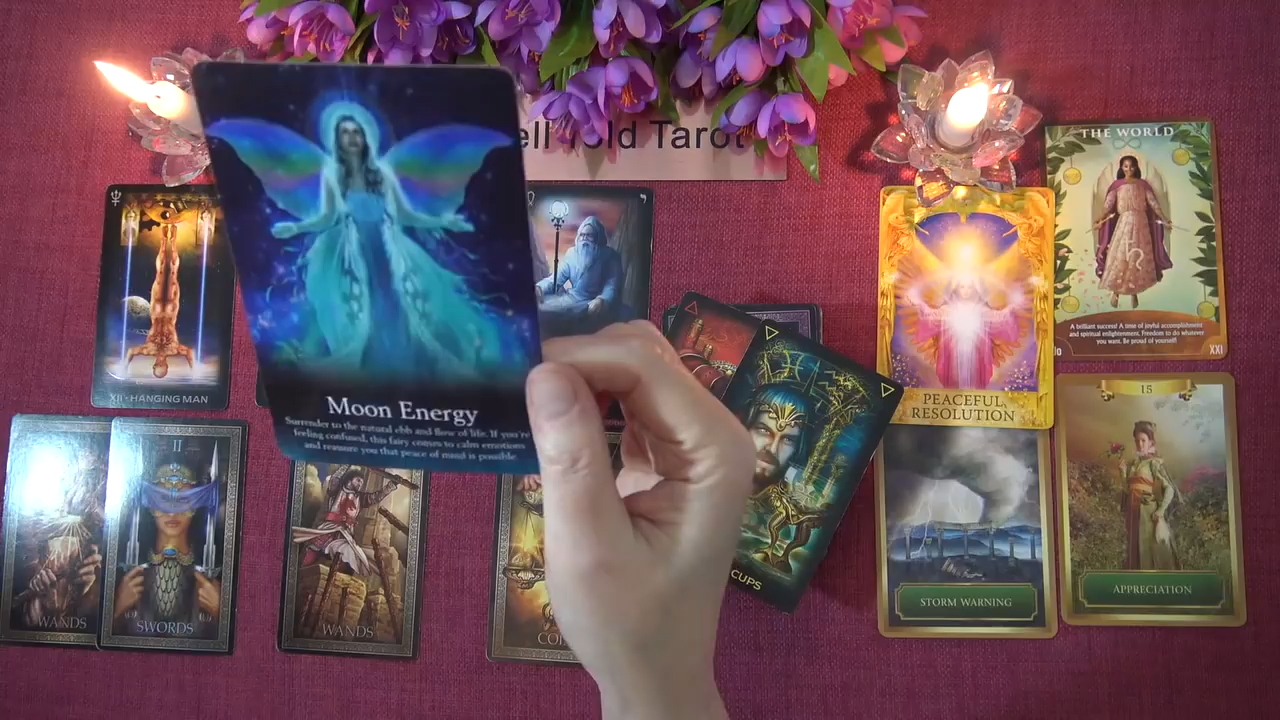 ell Told Tarot
THE WORLD
A brilliant success! A time of joyful accomplishment
and spiritual enlightenment. Freedom to do whatever
you want. Be proud of yourself!
XXI
XII - HANGING MAN
Moon Energy
Surrender to the natural ebb and flow of life. If you're
feeling confused, this fairy comes to calm emotions
and reassure you that peace of mind is possible.
PEACEFUL
RESOLUTION
15
II
WANDS
SWORDS
WANDS
CUPS
STORM WARNING
APPRECIATION